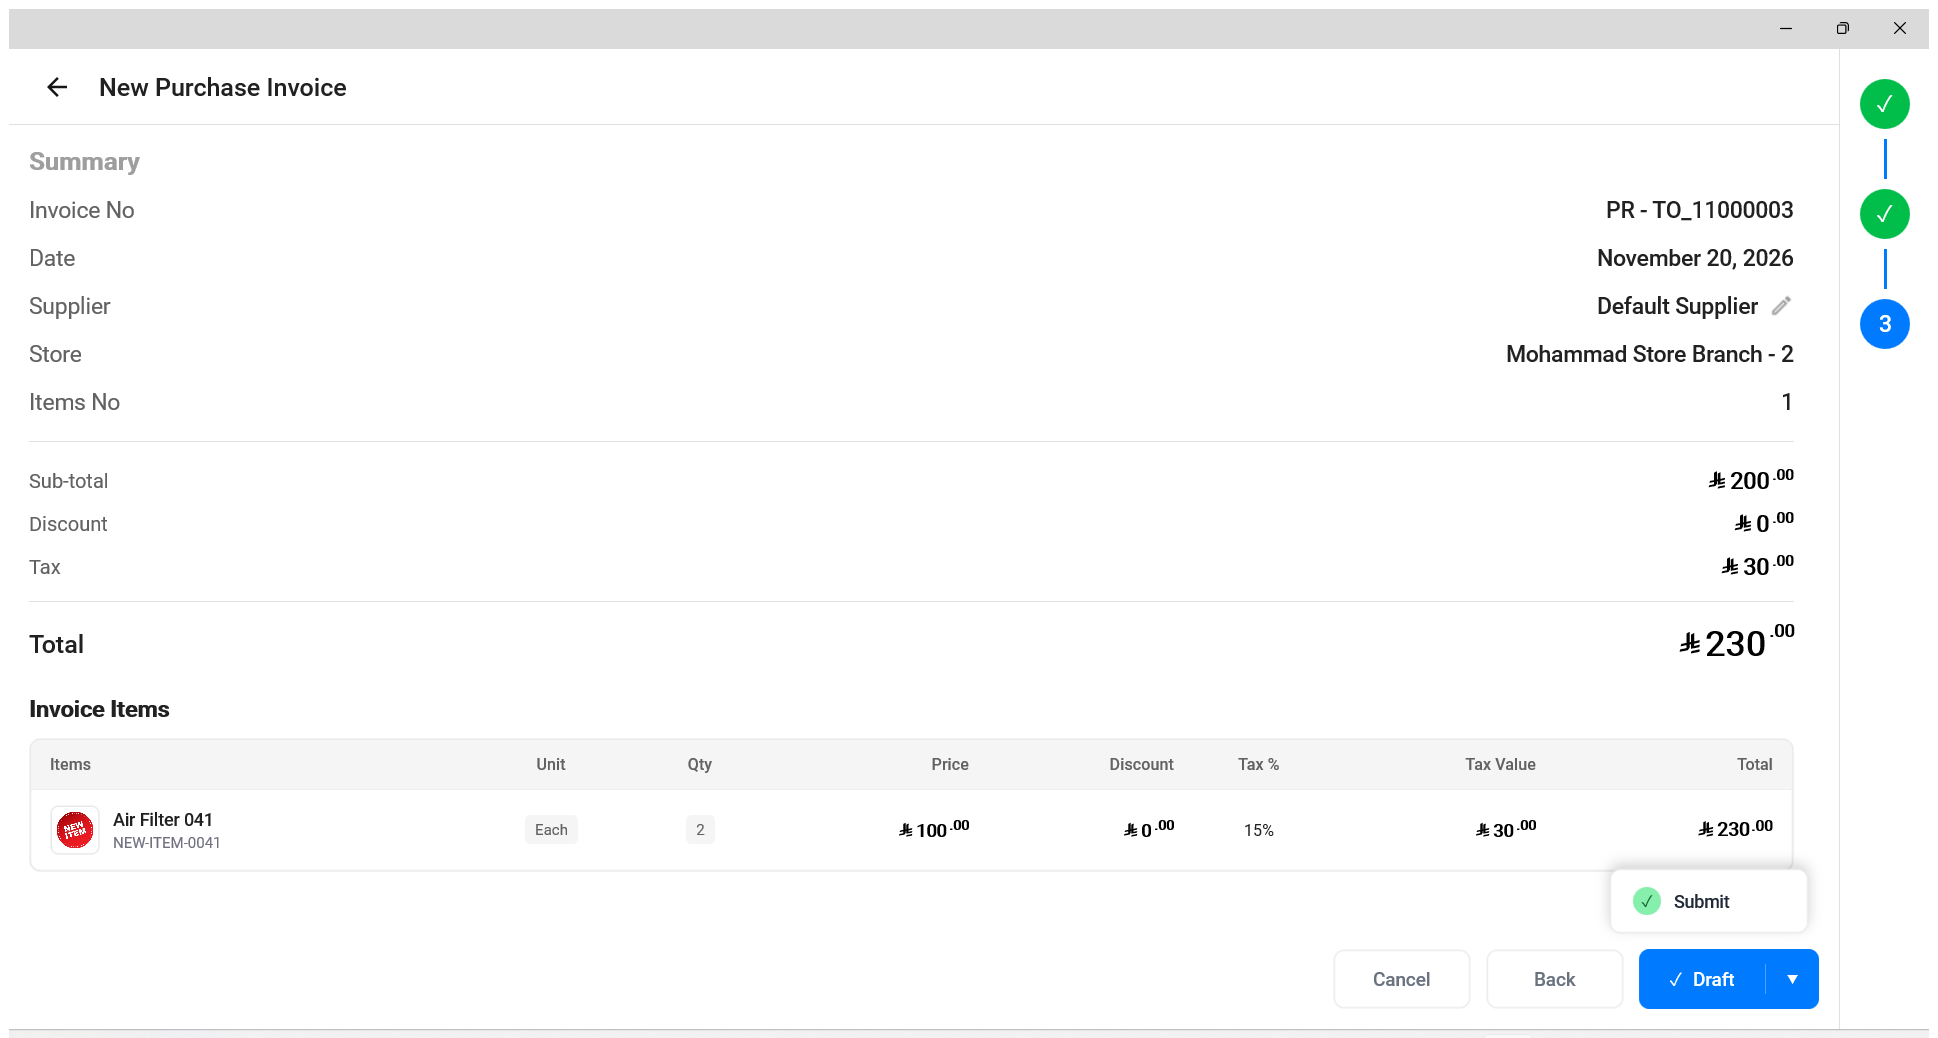 New Purchase Invoice
✓
Summary
Invoice No PR - TO_11000003
✓
Date November 20, 2026
Supplier Default Supplier
3
Store Mohammad Store Branch - 2
Items No 1
Sub-total ⃁ 200.00
Discount ⃁ 0.00
Tax ⃁ 30.00
Total ⃁ 230.00
Invoice Items
Items Unit Qty Price Discount Tax % Tax Value Total
NEW ITEM
Air Filter 041 Each 2 ⃁ 100.00 ⃁ 0.00 15% ⃁ 30.00 ⃁ 230.00
NEW-ITEM-0041
✓ Submit
Cancel Back ✓ Draft ▼